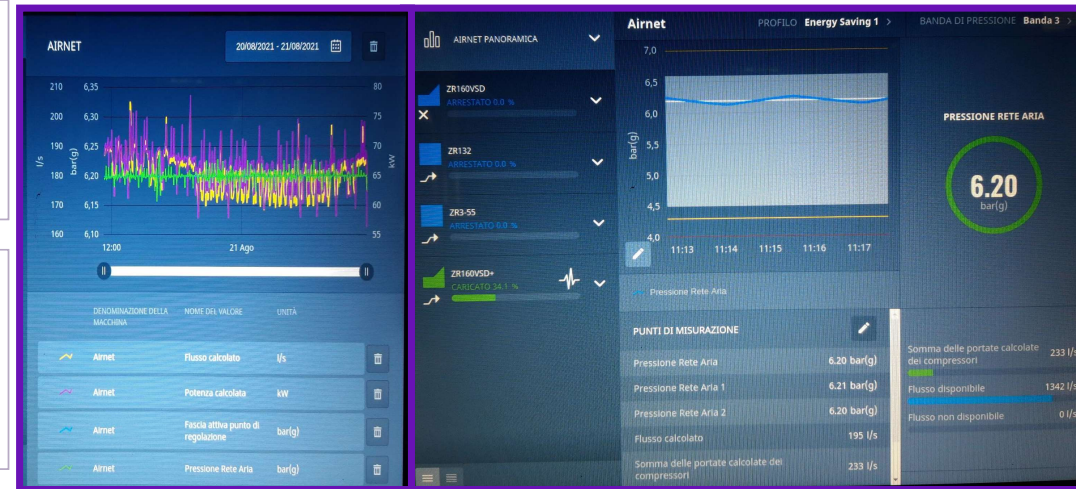 AIRNET
20/08/2021 - 21/08/2021
210 6,35 80
200 6,30 75
190 6,25 70
l/s bar(g) kW
180 6,20 65
170 6,15 60
160 6,10 55
12:00 21 Ago
DENOMINAZIONE DELLA MACCHINA NOME DEL VALORE UNITÀ
Airnet Flusso calcolato l/s
Airnet Potenza calcolata kW
Airnet Fascia attiva punto di regolazione bar(g)
Airnet Pressione Rete Aria bar(g)
AIRNET PANORAMICA
ZR160VSD
ARRESTATO 0.0 %
ZR132
ARRESTATO 0.0 %
ZR3-55
ARRESTATO 0.0 %
ZR160VSD+
CARICATO 34.1 %
Airnet PROFILO Energy Saving 1 >
7,0
6,5
6,0
bar(g)
5,5
5,0
4,5
4,0
11:13 11:14 11:15 11:16 11:17
Pressione Rete Aria
PUNTI DI MISURAZIONE
Pressione Rete Aria 6.20 bar(g)
Pressione Rete Aria 1 6.21 bar(g)
Pressione Rete Aria 2 6.20 bar(g)
Flusso calcolato 195 l/s
Somma delle portate calcolate dei
compressori 233 l/s
BANDA DI PRESSIONE Banda 3 >
PRESSIONE RETE ARIA
6.20
bar(g)
Somma delle portate calcolate
dei compressori 233 l/s
Flusso disponibile 1342 l/s
Flusso non disponibile 0 l/s